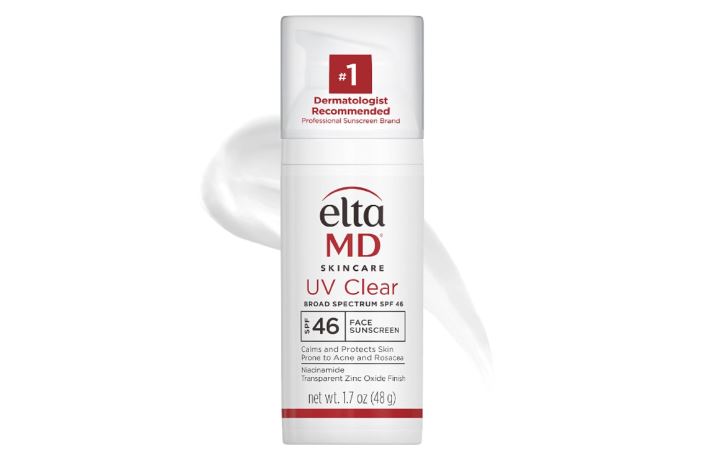 #1
Dermatologist
Recommended
Professional Sunscreen Brand
elta
MD®
SKINCARE
UV Clear
BROAD SPECTRUM SPF 46
SPF 46 FACE
SUNSCREEN
Calms and Protects Skin
Prone to Acne and Rosacea
Niacinamide
Transparent Zinc Oxide Finish
net wt. 1.7 oz (48 g)